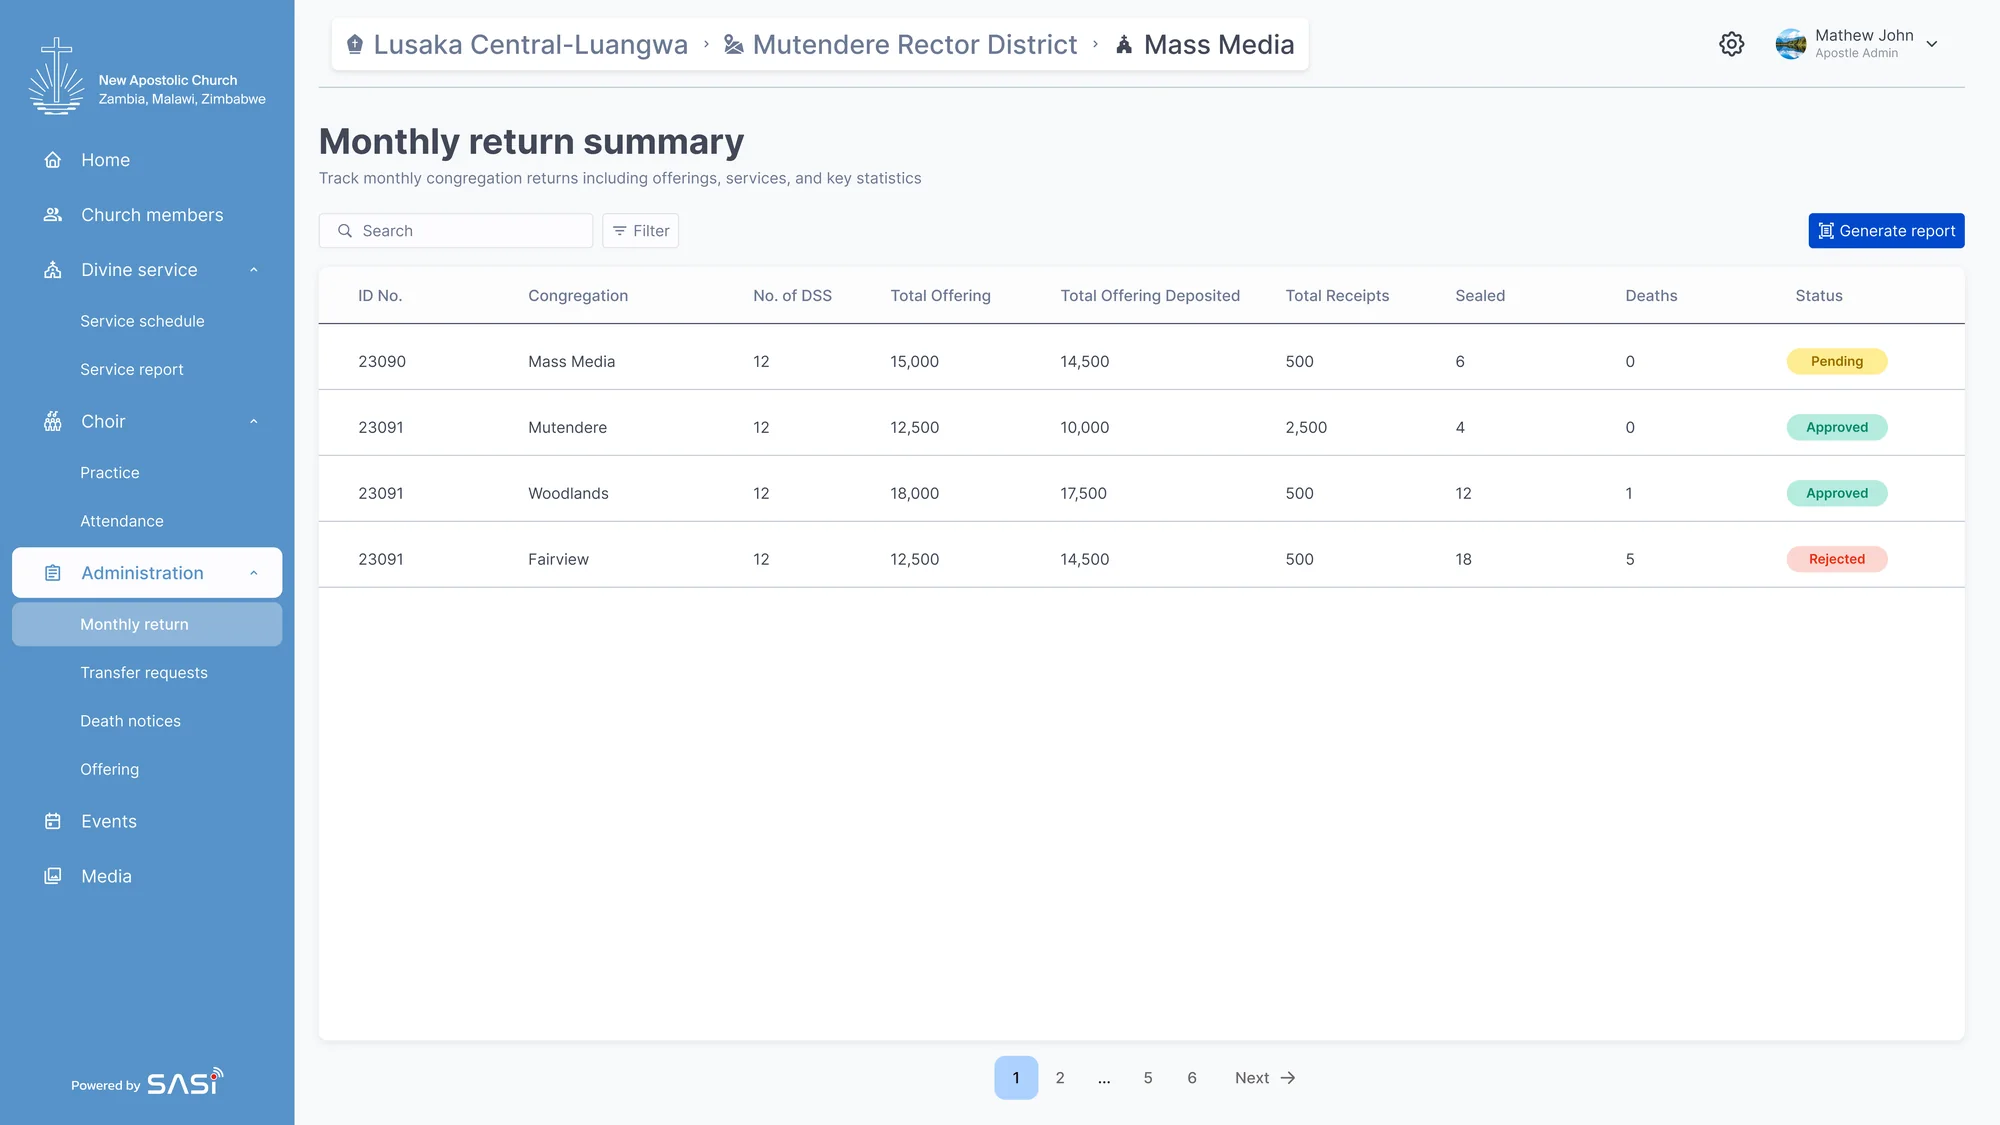 New Apostolic Church
Zambia, Malawi, Zimbabwe
Home
Church members
Divine service
Service schedule
Service report
Choir
Practice
Attendance
Administration
Monthly return
Transfer requests
Death notices
Offering
Events
Media
Powered by SASi
Lusaka Central-Luangwa › Mutendere Rector District › Mass Media
Mathew John
Apostle Admin
Monthly return summary
Track monthly congregation returns including offerings, services, and key statistics
Search
Filter
Generate report
ID No. Congregation No. of DSS Total Offering Total Offering Deposited Total Receipts Sealed Deaths Status
23090 Mass Media 12 15,000 14,500 500 6 0 Pending
23091 Mutendere 12 12,500 10,000 2,500 4 0 Approved
23091 Woodlands 12 18,000 17,500 500 12 1 Approved
23091 Fairview 12 12,500 14,500 500 18 5 Rejected
1 2 ... 5 6 Next →